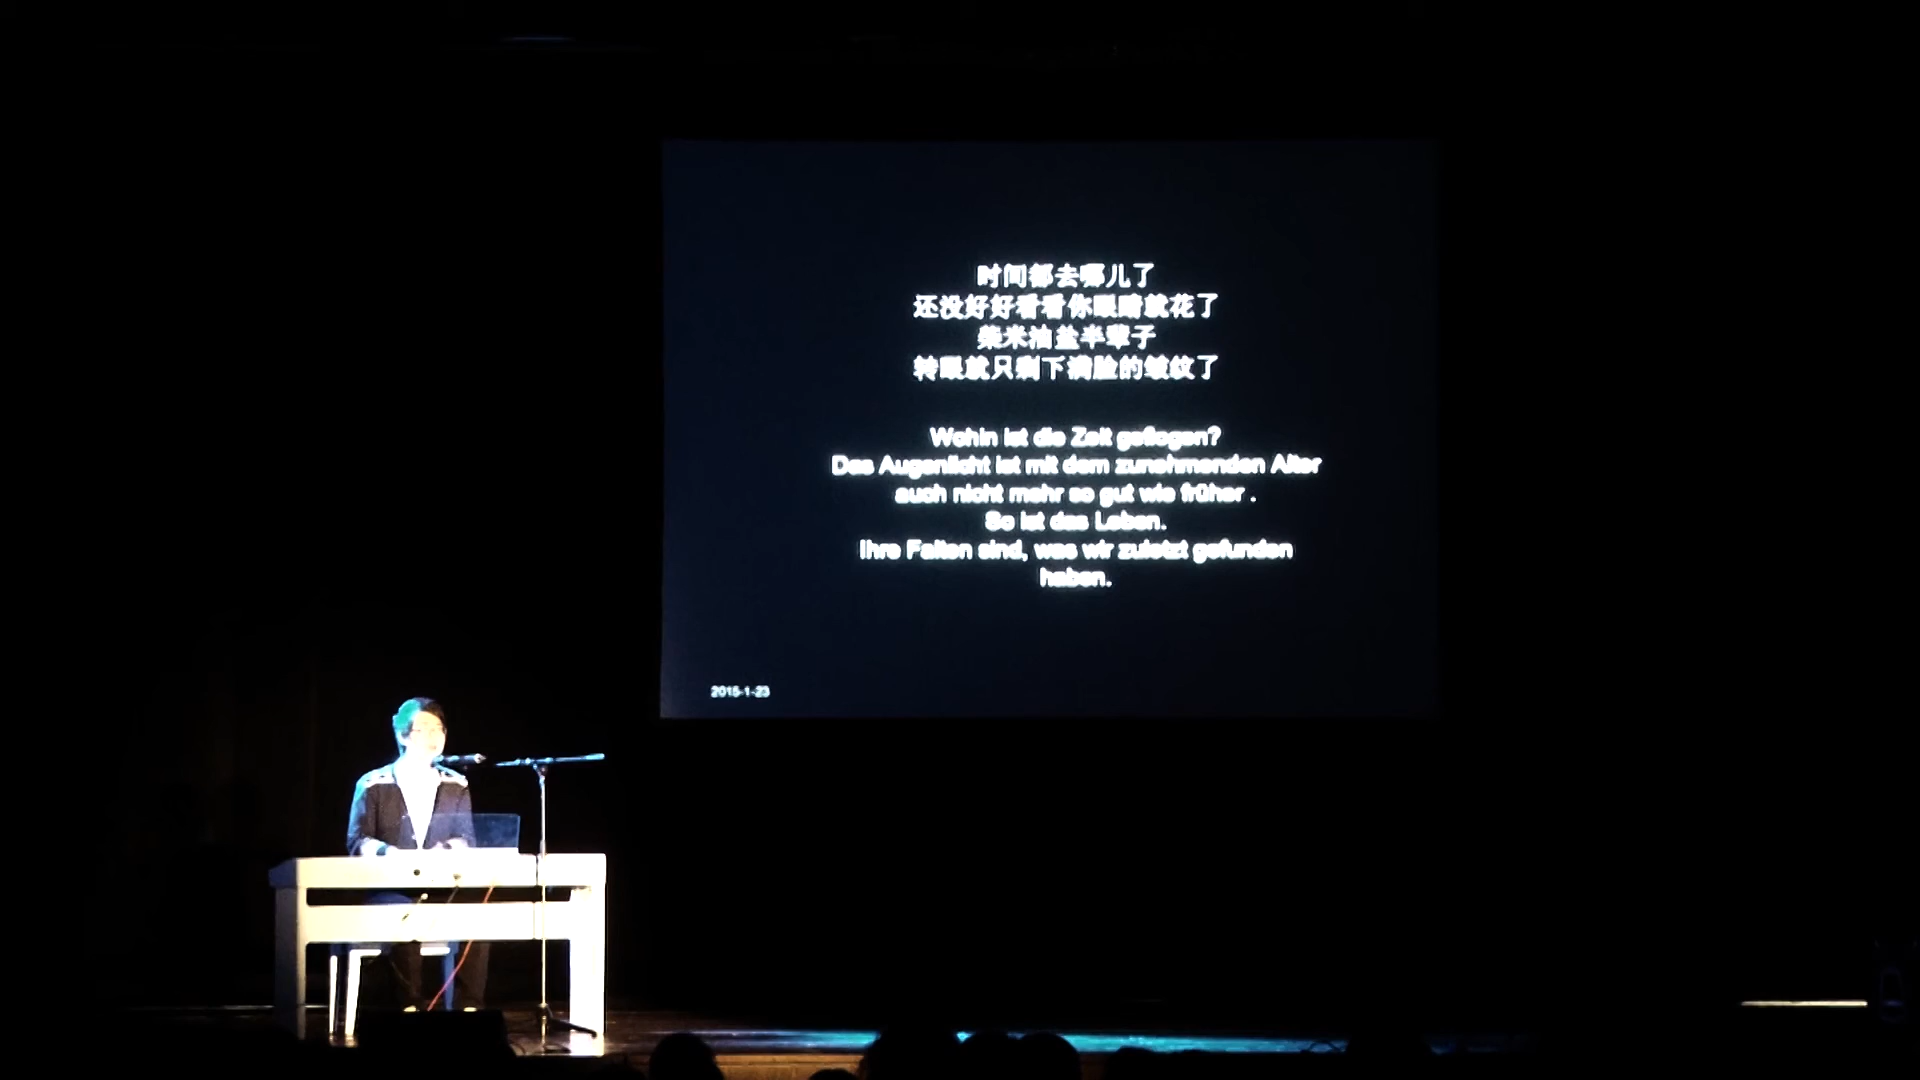 时间都去哪儿了
还没好好看看你眼睛就花了
柴米油盐半辈子
转眼就只剩下满脸的皱纹了
Wohin ist die Zeit geflogen?
Das Augenlicht ist mit dem zunehmenden Alter
auch nicht mehr so gut wie früher .
So ist das Leben.
Ihre Falten sind, was wir zuletzt gefunden
haben.
2015-1-23